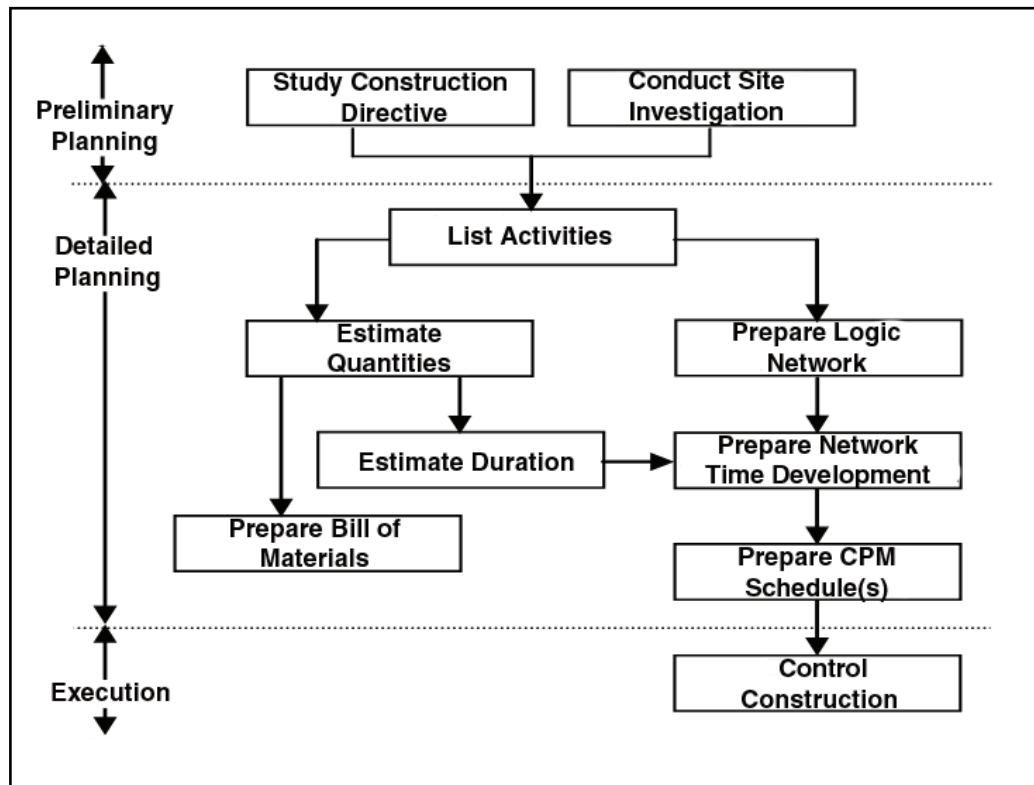 Preliminary
Planning
Study Construction
Directive
Conduct Site
Investigation
Detailed
Planning
List Activities
Estimate
Quantities
Prepare Logic
Network
Estimate Duration
Prepare Network
Time Development
Prepare Bill of
Materials
Prepare CPM
Schedule(s)
Execution
Control
Construction